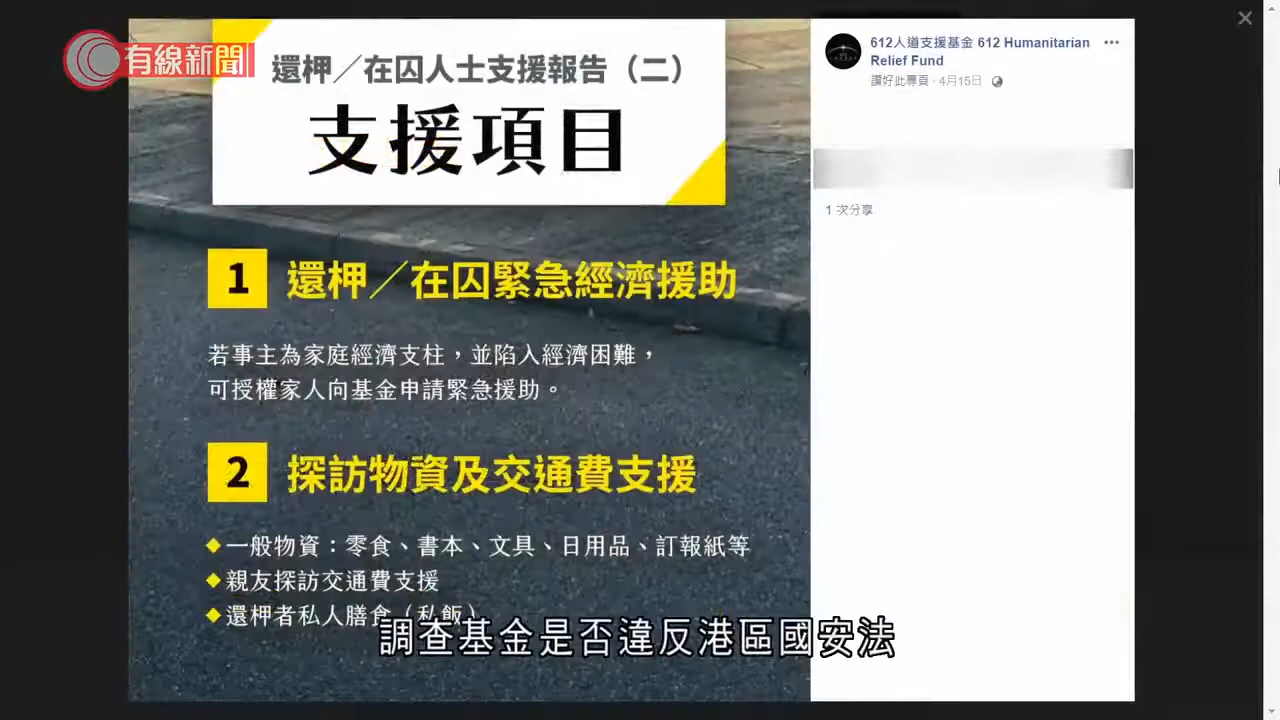 有線新聞
還柙／在囚人士支援報告（二）
支援項目
1 還柙／在囚緊急經濟援助
若事主為家庭經濟支柱，並陷入經濟困難，
可授權家人向基金申請緊急援助。
2 探訪物資及交通費支援
◆一般物資：零食、書本、文具、日用品、訂報紙等
◆親友探訪交通費支援
◆還柙者私人膳食（私飯）
調查基金是否違反港區國安法
612人道支援基金 612 Humanitarian
Relief Fund
讚好此專頁 · 4月15日
1 次分享